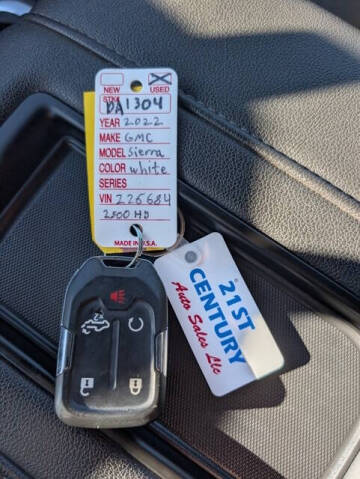 NEW USED
STK# DA1304
YEAR 2022
MAKE GMC
MODEL Sierra
COLOR white
SERIES
VIN 226684
2500 HD
MADE IN U.S.A.
21ST
CENTURY
Auto Sales Llc